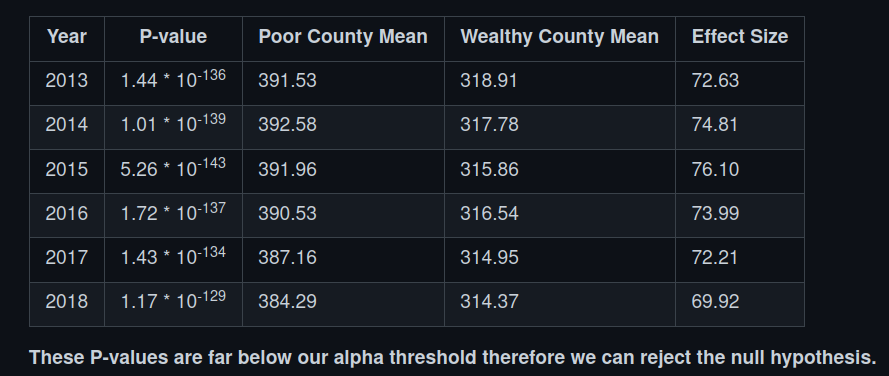 Year P-value Poor County Mean Wealthy County Mean Effect Size
2013 1.44 * 10⁻¹³⁶ 391.53 318.91 72.63
2014 1.01 * 10⁻¹³⁹ 392.58 317.78 74.81
2015 5.26 * 10⁻¹⁴³ 391.96 315.86 76.10
2016 1.72 * 10⁻¹³⁷ 390.53 316.54 73.99
2017 1.43 * 10⁻¹³⁴ 387.16 314.95 72.21
2018 1.17 * 10⁻¹²⁹ 384.29 314.37 69.92
These P-values are far below our alpha threshold therefore we can reject the null hypothesis.